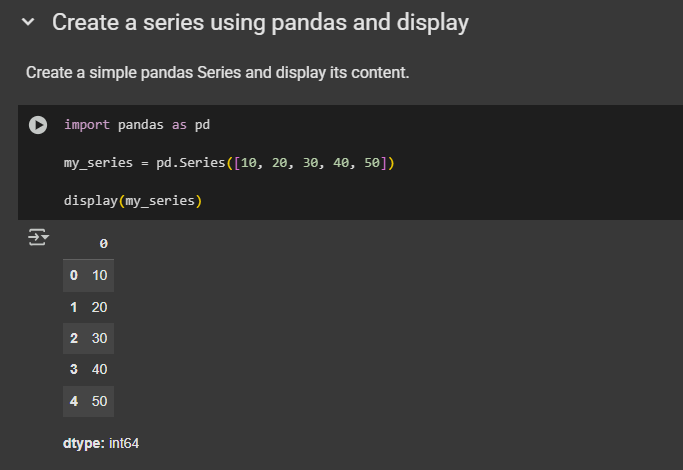 Create a series using pandas and display
Create a simple pandas Series and display its content.
import pandas as pd
my_series = pd.Series([10, 20, 30, 40, 50])
display(my_series)
0
0 10
1 20
2 30
3 40
4 50
dtype: int64